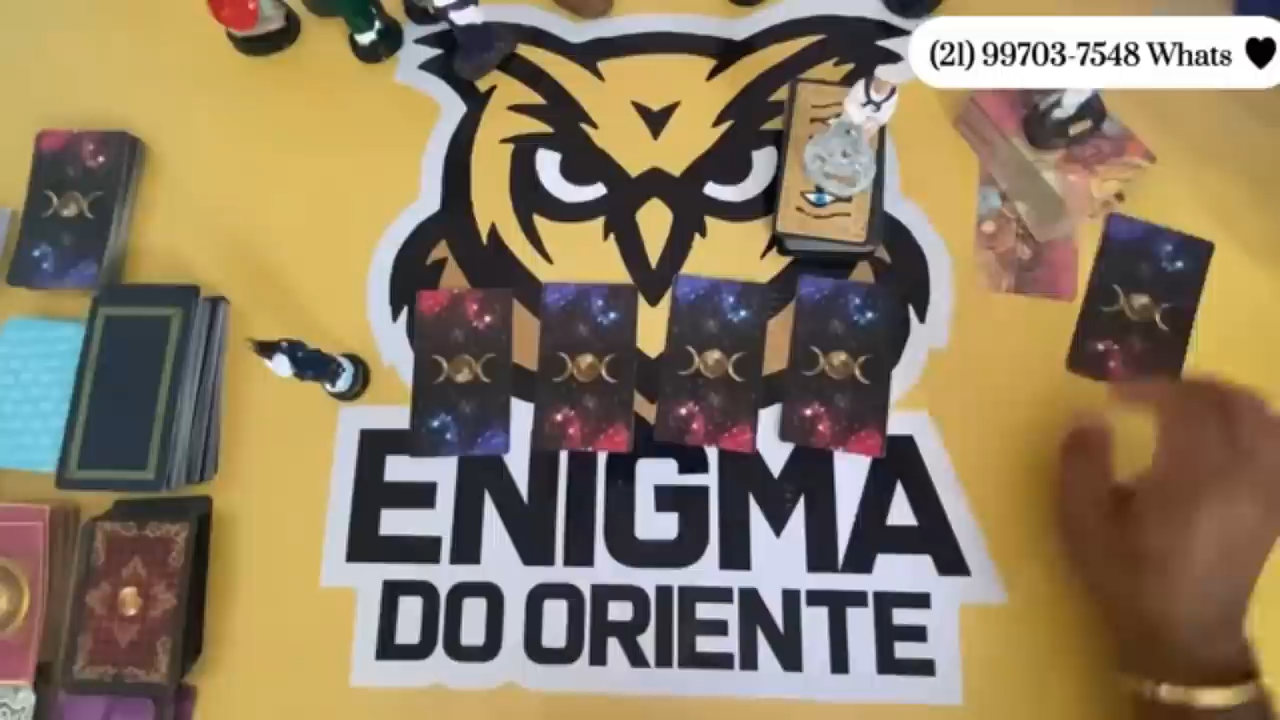 (21) 99703-7548 Whats 🖤
ENIGMA
DO ORIENTE